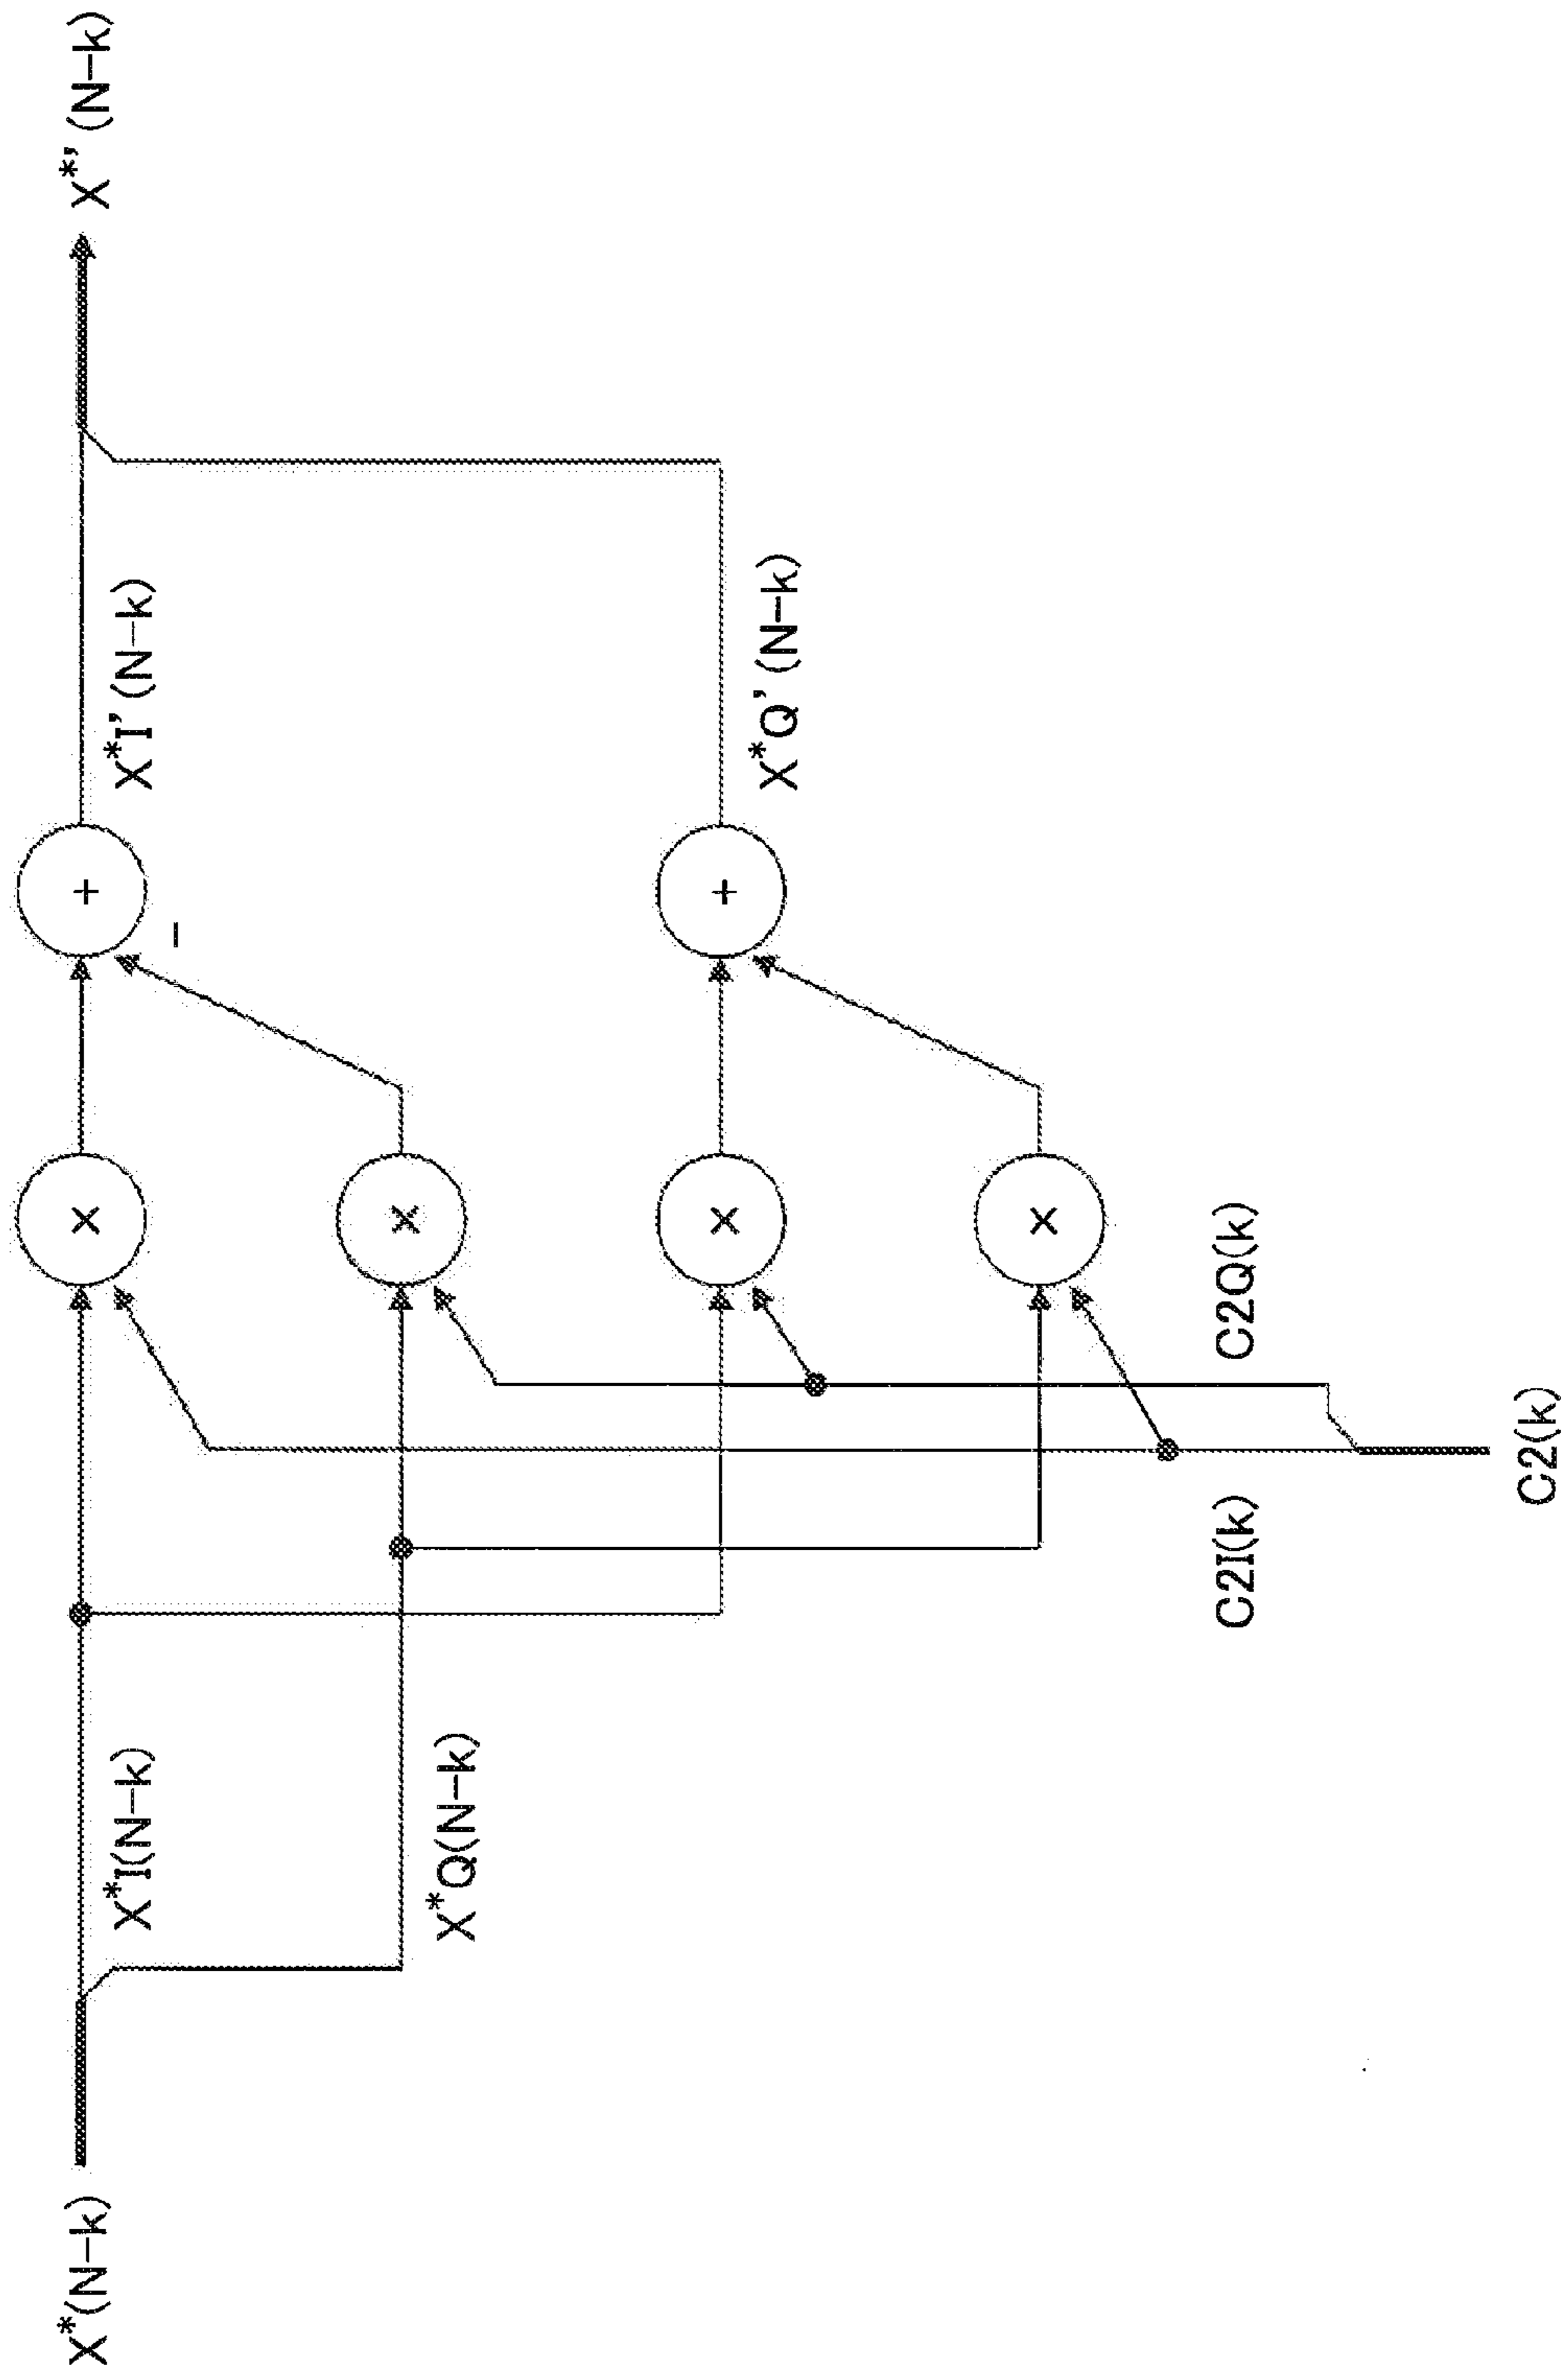 X*(N-k)
X*I(N-k)
X*Q(N-k)
C2I(k)
C2(k)
C2Q(k)
×
×
×
×
+
-
+
X*I'(N-k)
X*Q'(N-k)
X*'(N-k)